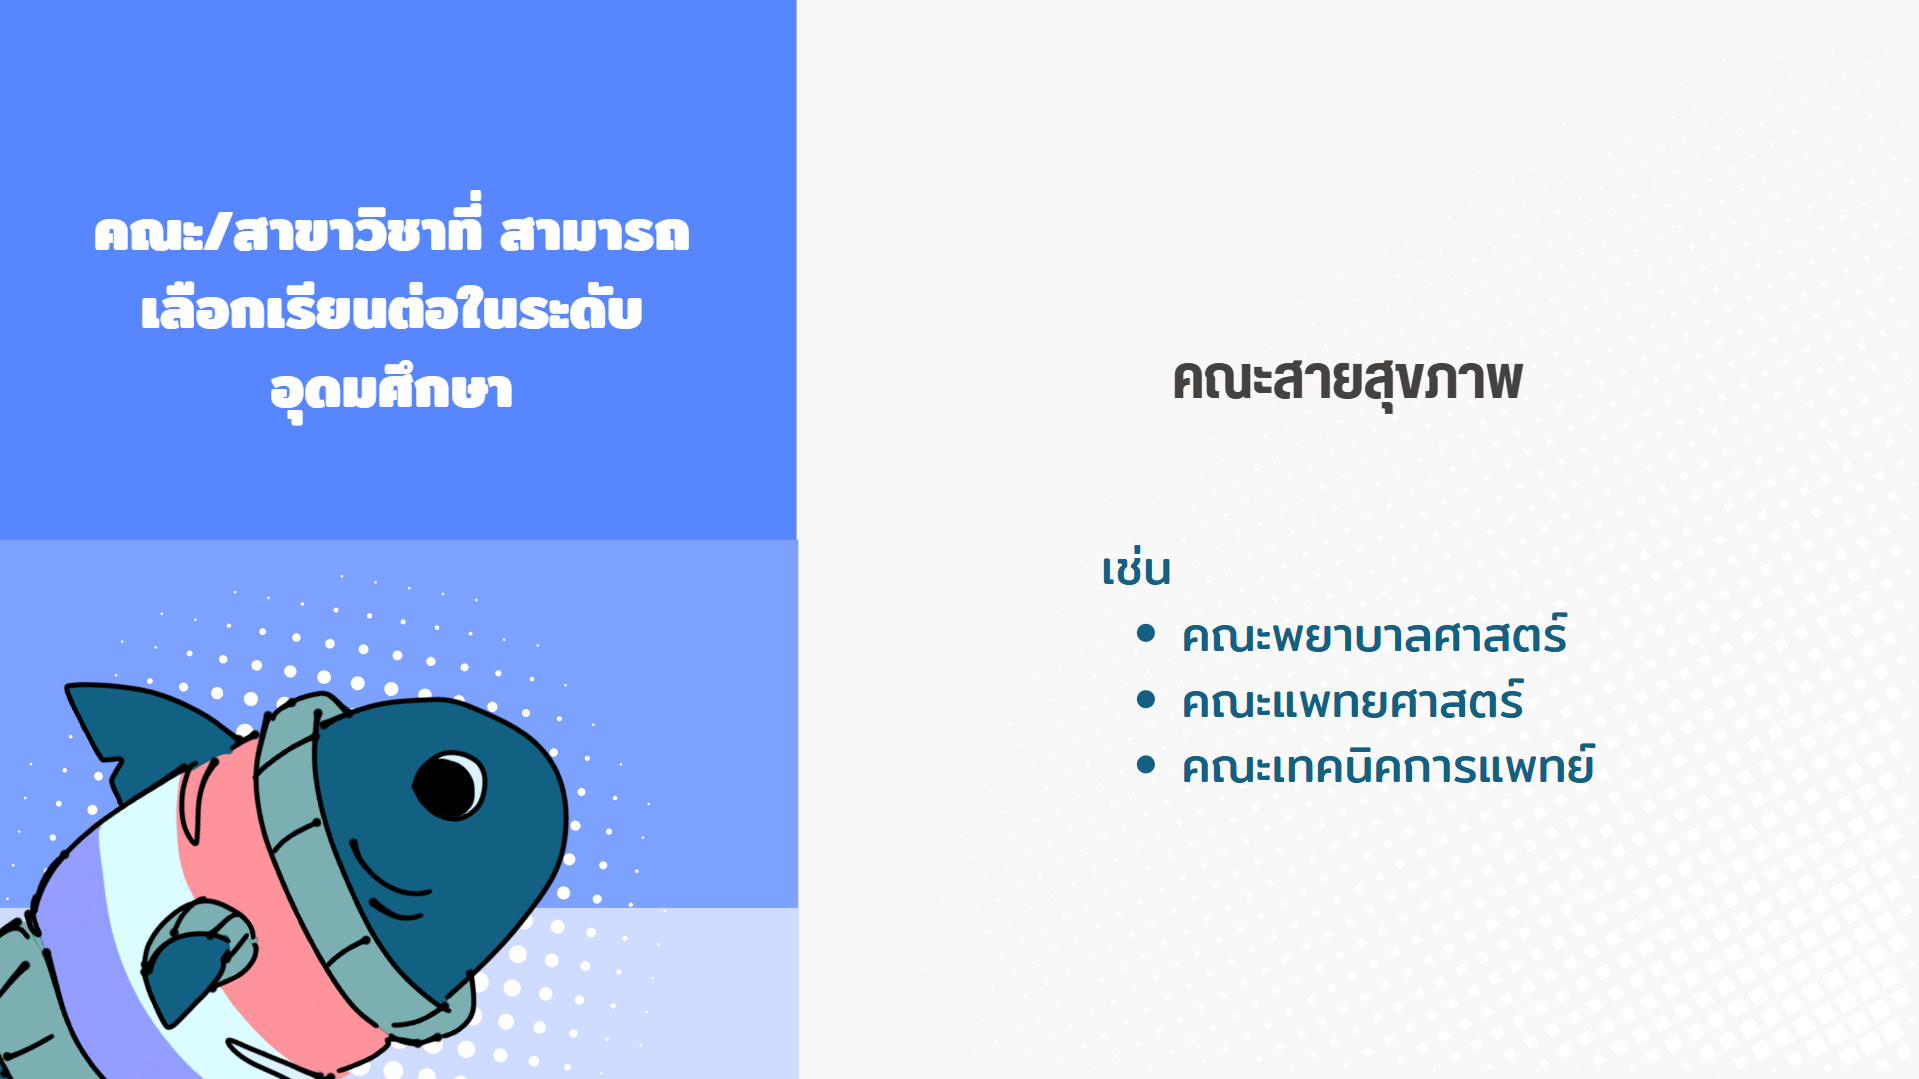 คณะ/สาขาวิชาที่ สามารถ
เลือกเรียนต่อในระดับ
อุดมศึกษา
คณะสายสุขภาพ
เช่น
• คณะพยาบาลศาสตร์
• คณะแพทยศาสตร์
• คณะเทคนิคการแพทย์